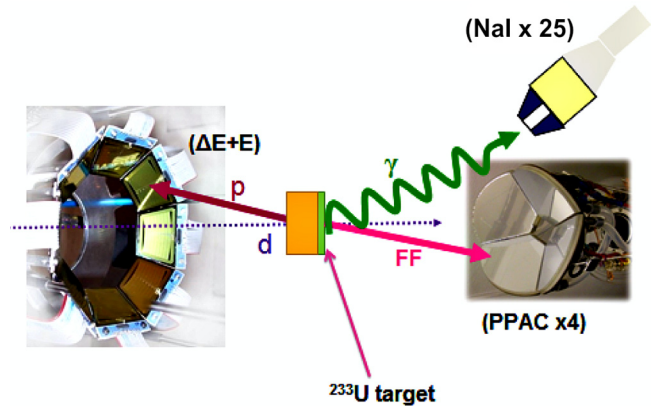 (NaI x 25)
(ΔE+E)
γ
p
d
FF
(PPAC x4)
²³³U target